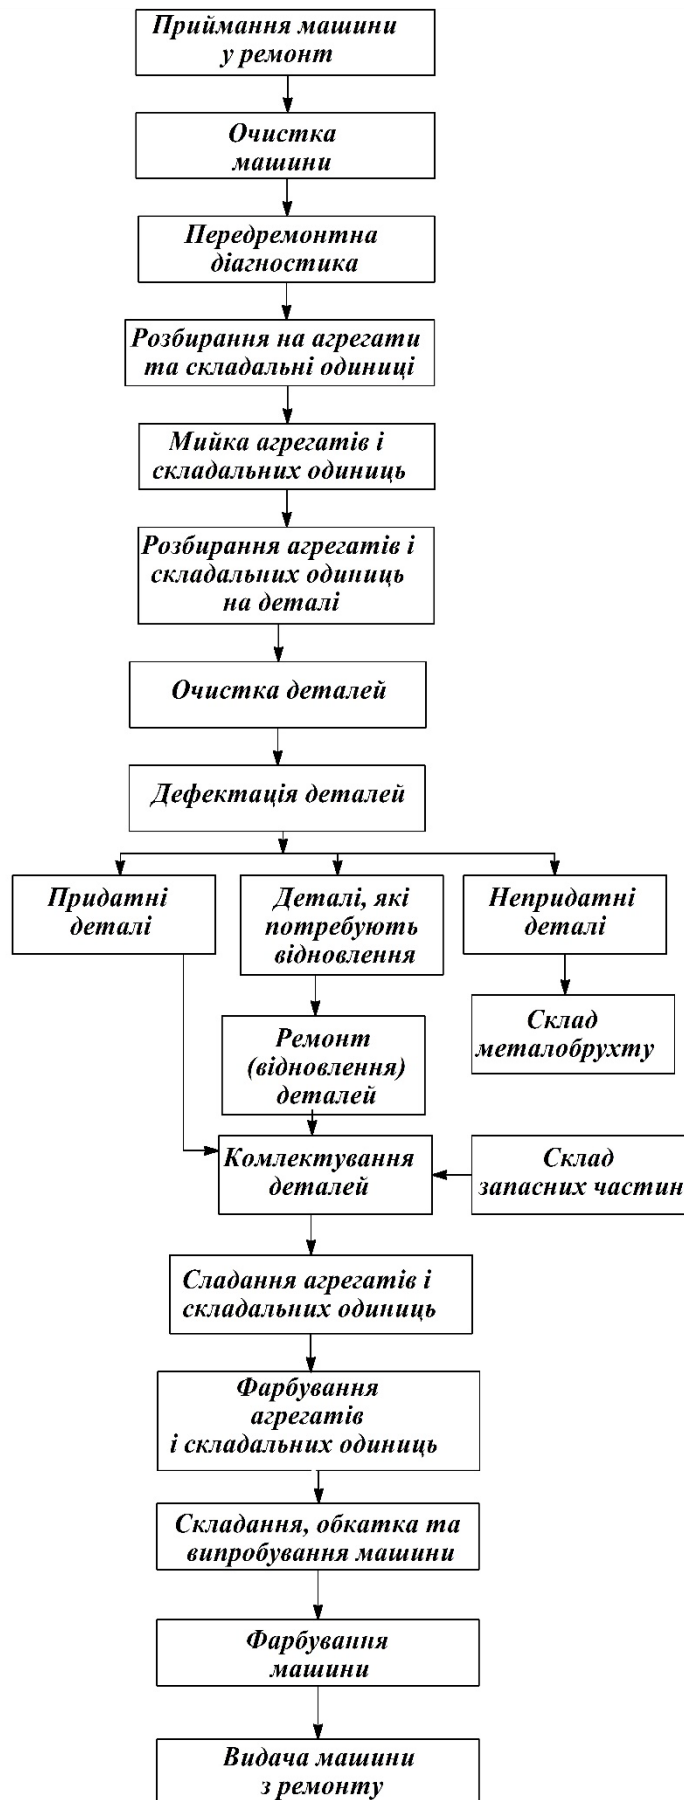 Приймання машини
у ремонт
Очистка
машини
Передремонтна
діагностика
Розбирання на агрегати
та складальні одиниці
Мийка агрегатів і
складальних одиниць
Розбирання агрегатів і
складальних одиниць
на деталі
Очистка деталей
Дефектація деталей
Придатні
деталі
Деталі, які
потребують
відновлення
Непридатні
деталі
Ремонт
(відновлення)
деталей
Склад
металобрухту
Комлектування
деталей
Склад
запасних частин
Сладання агрегатів і
складальних одиниць
Фарбування
агрегатів
і складальних одиниць
Складання, обкатка та
випробування машини
Фарбування
машини
Видача машини
з ремонту